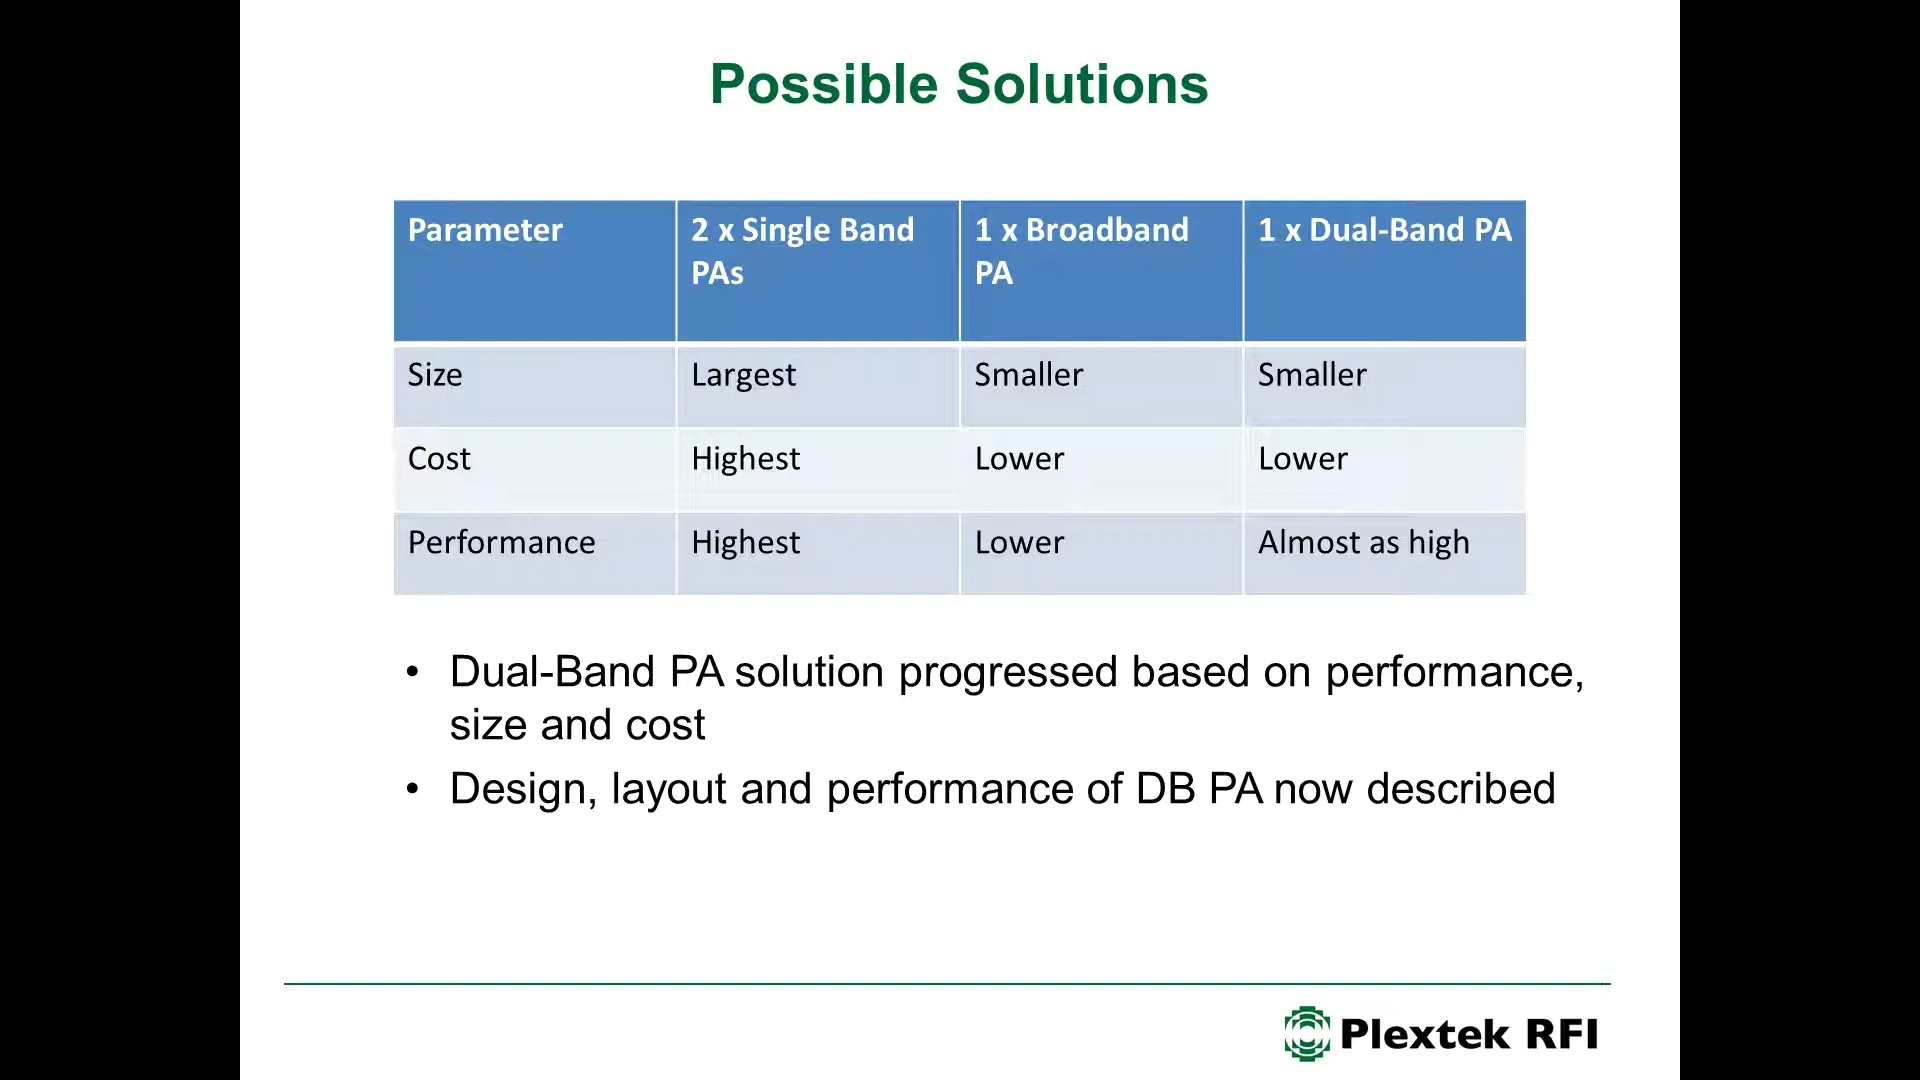 Possible Solutions
Parameter
2 x Single Band
PAs
1 x Broadband
PA
1 x Dual-Band PA
Size
Largest
Smaller
Smaller
Cost
Highest
Lower
Lower
Performance
Highest
Lower
Almost as high
• Dual-Band PA solution progressed based on performance,
size and cost
• Design, layout and performance of DB PA now described
Plextek RFI